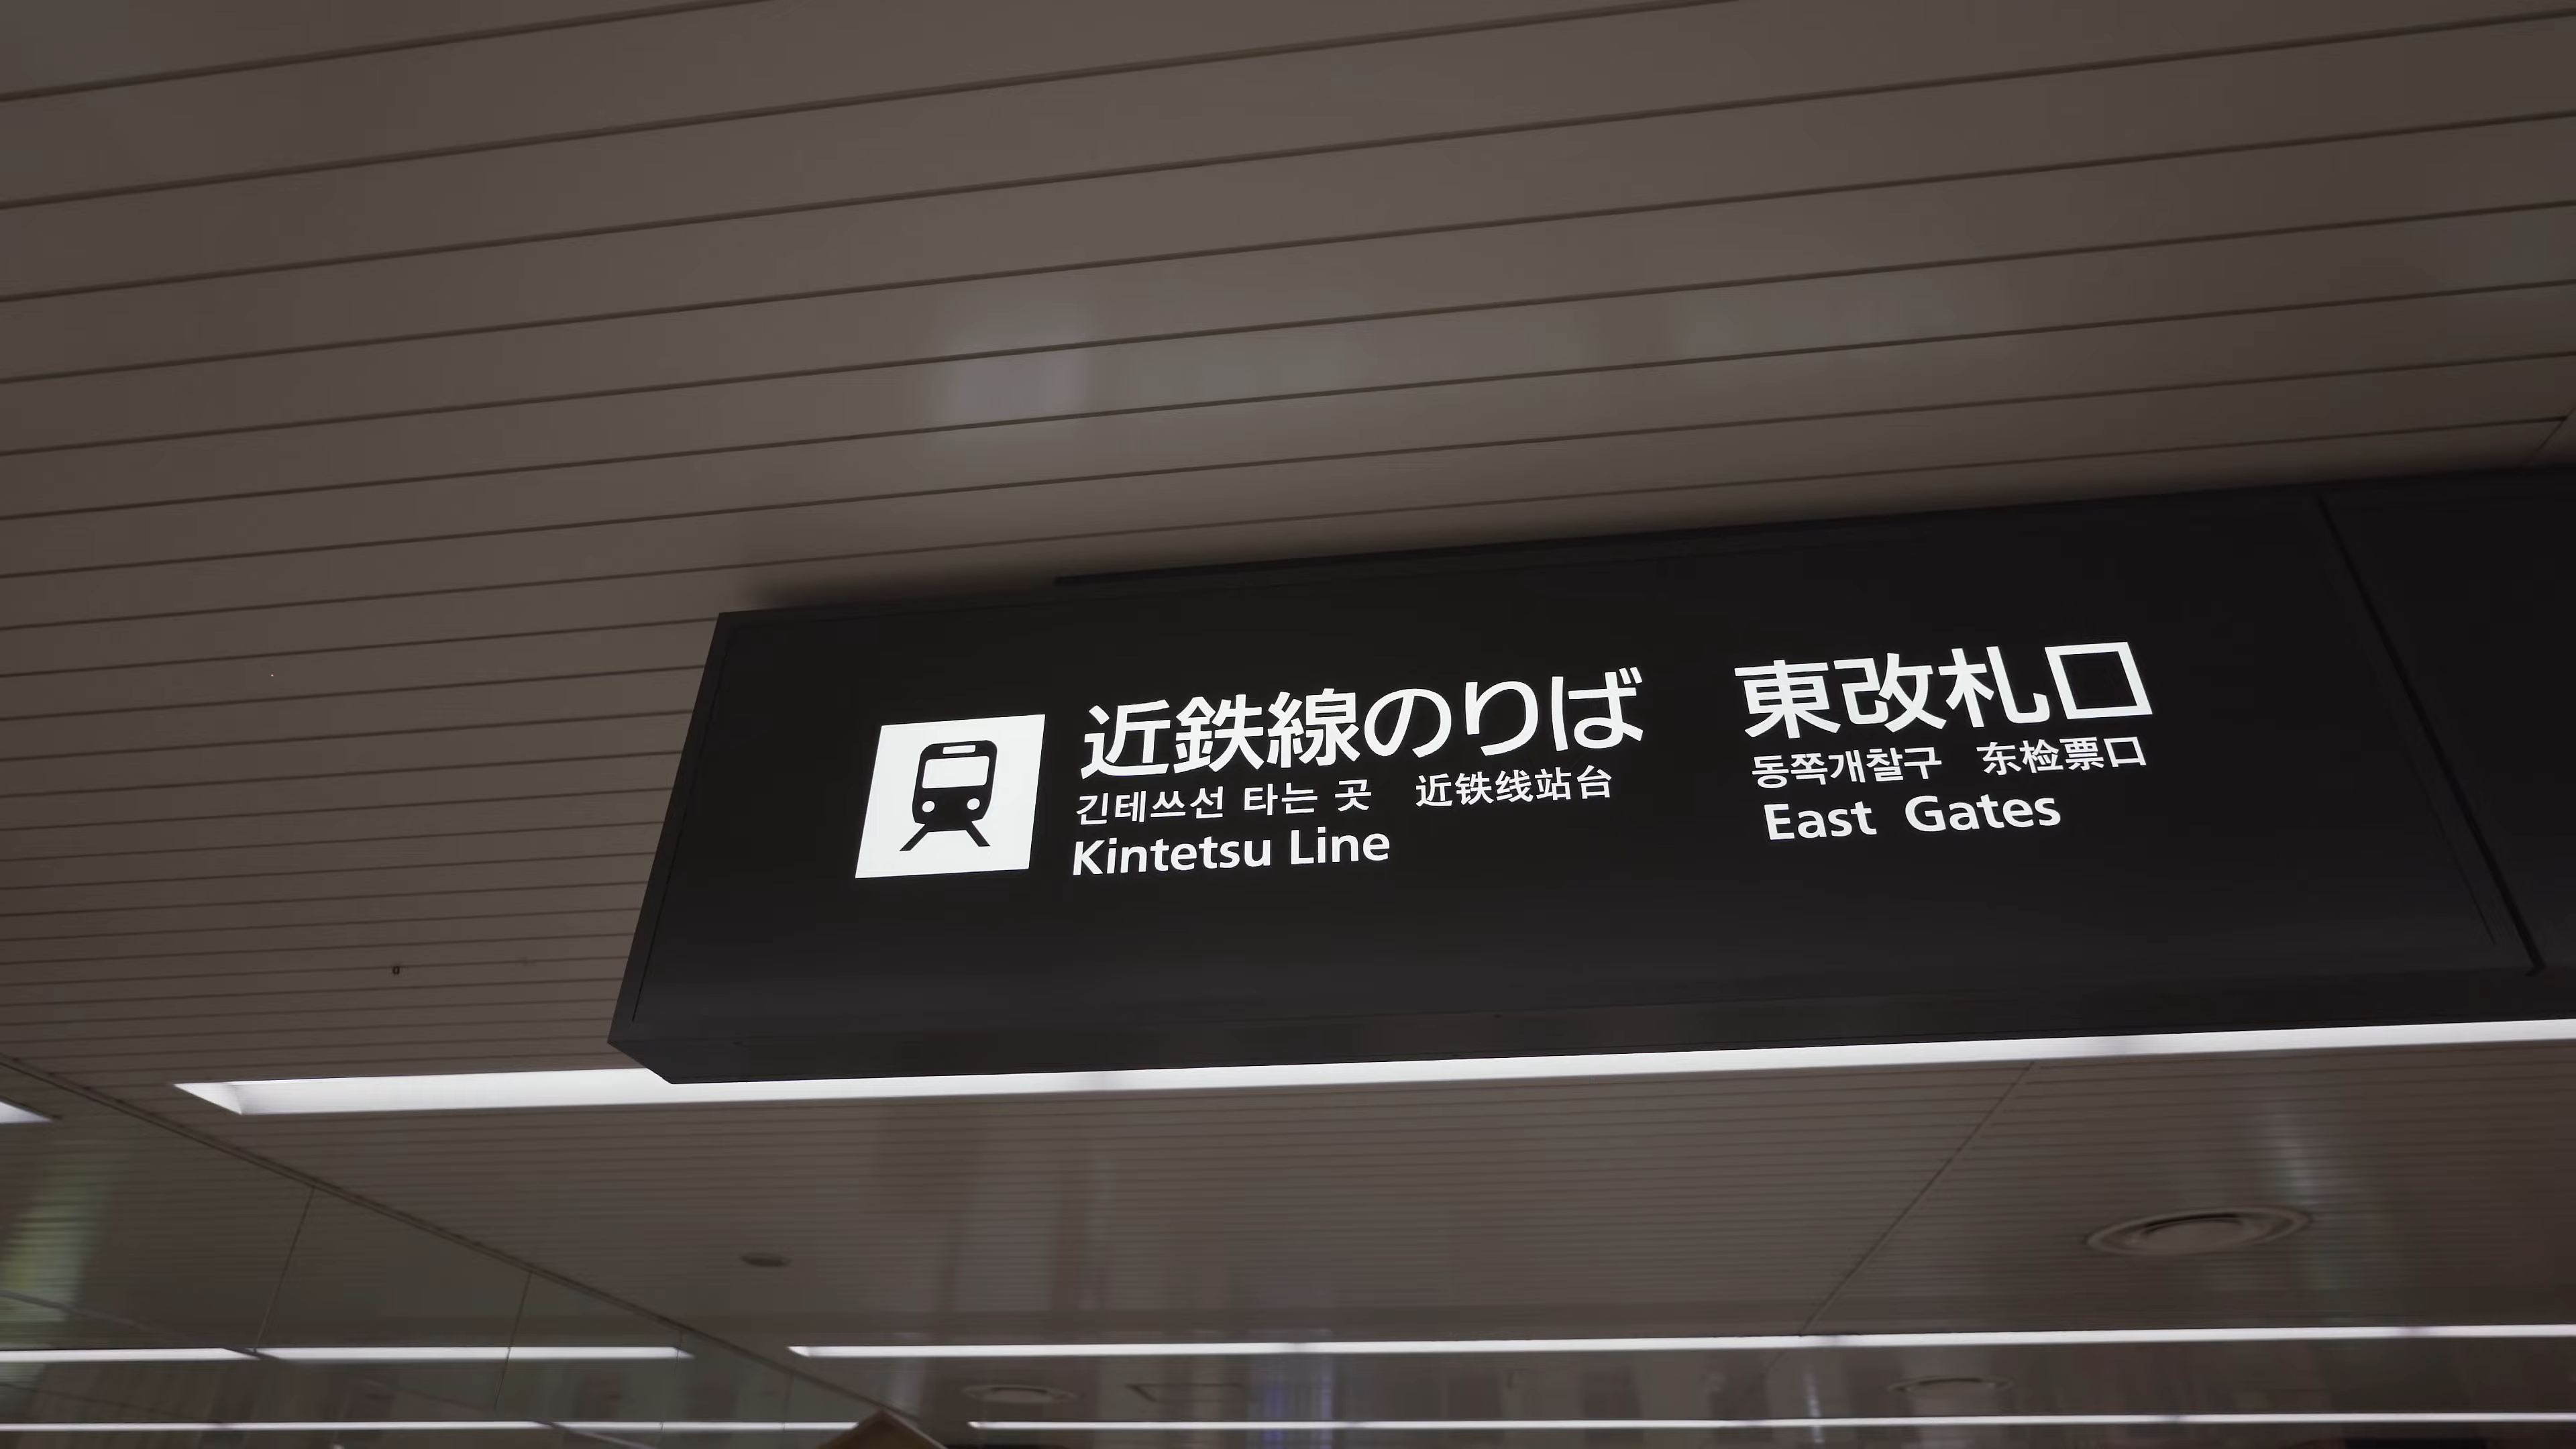 近鉄線のりば
긴테쓰선 타는 곳 近铁线站台
Kintetsu Line
東改札口
동쪽개찰구 东检票口
East Gates